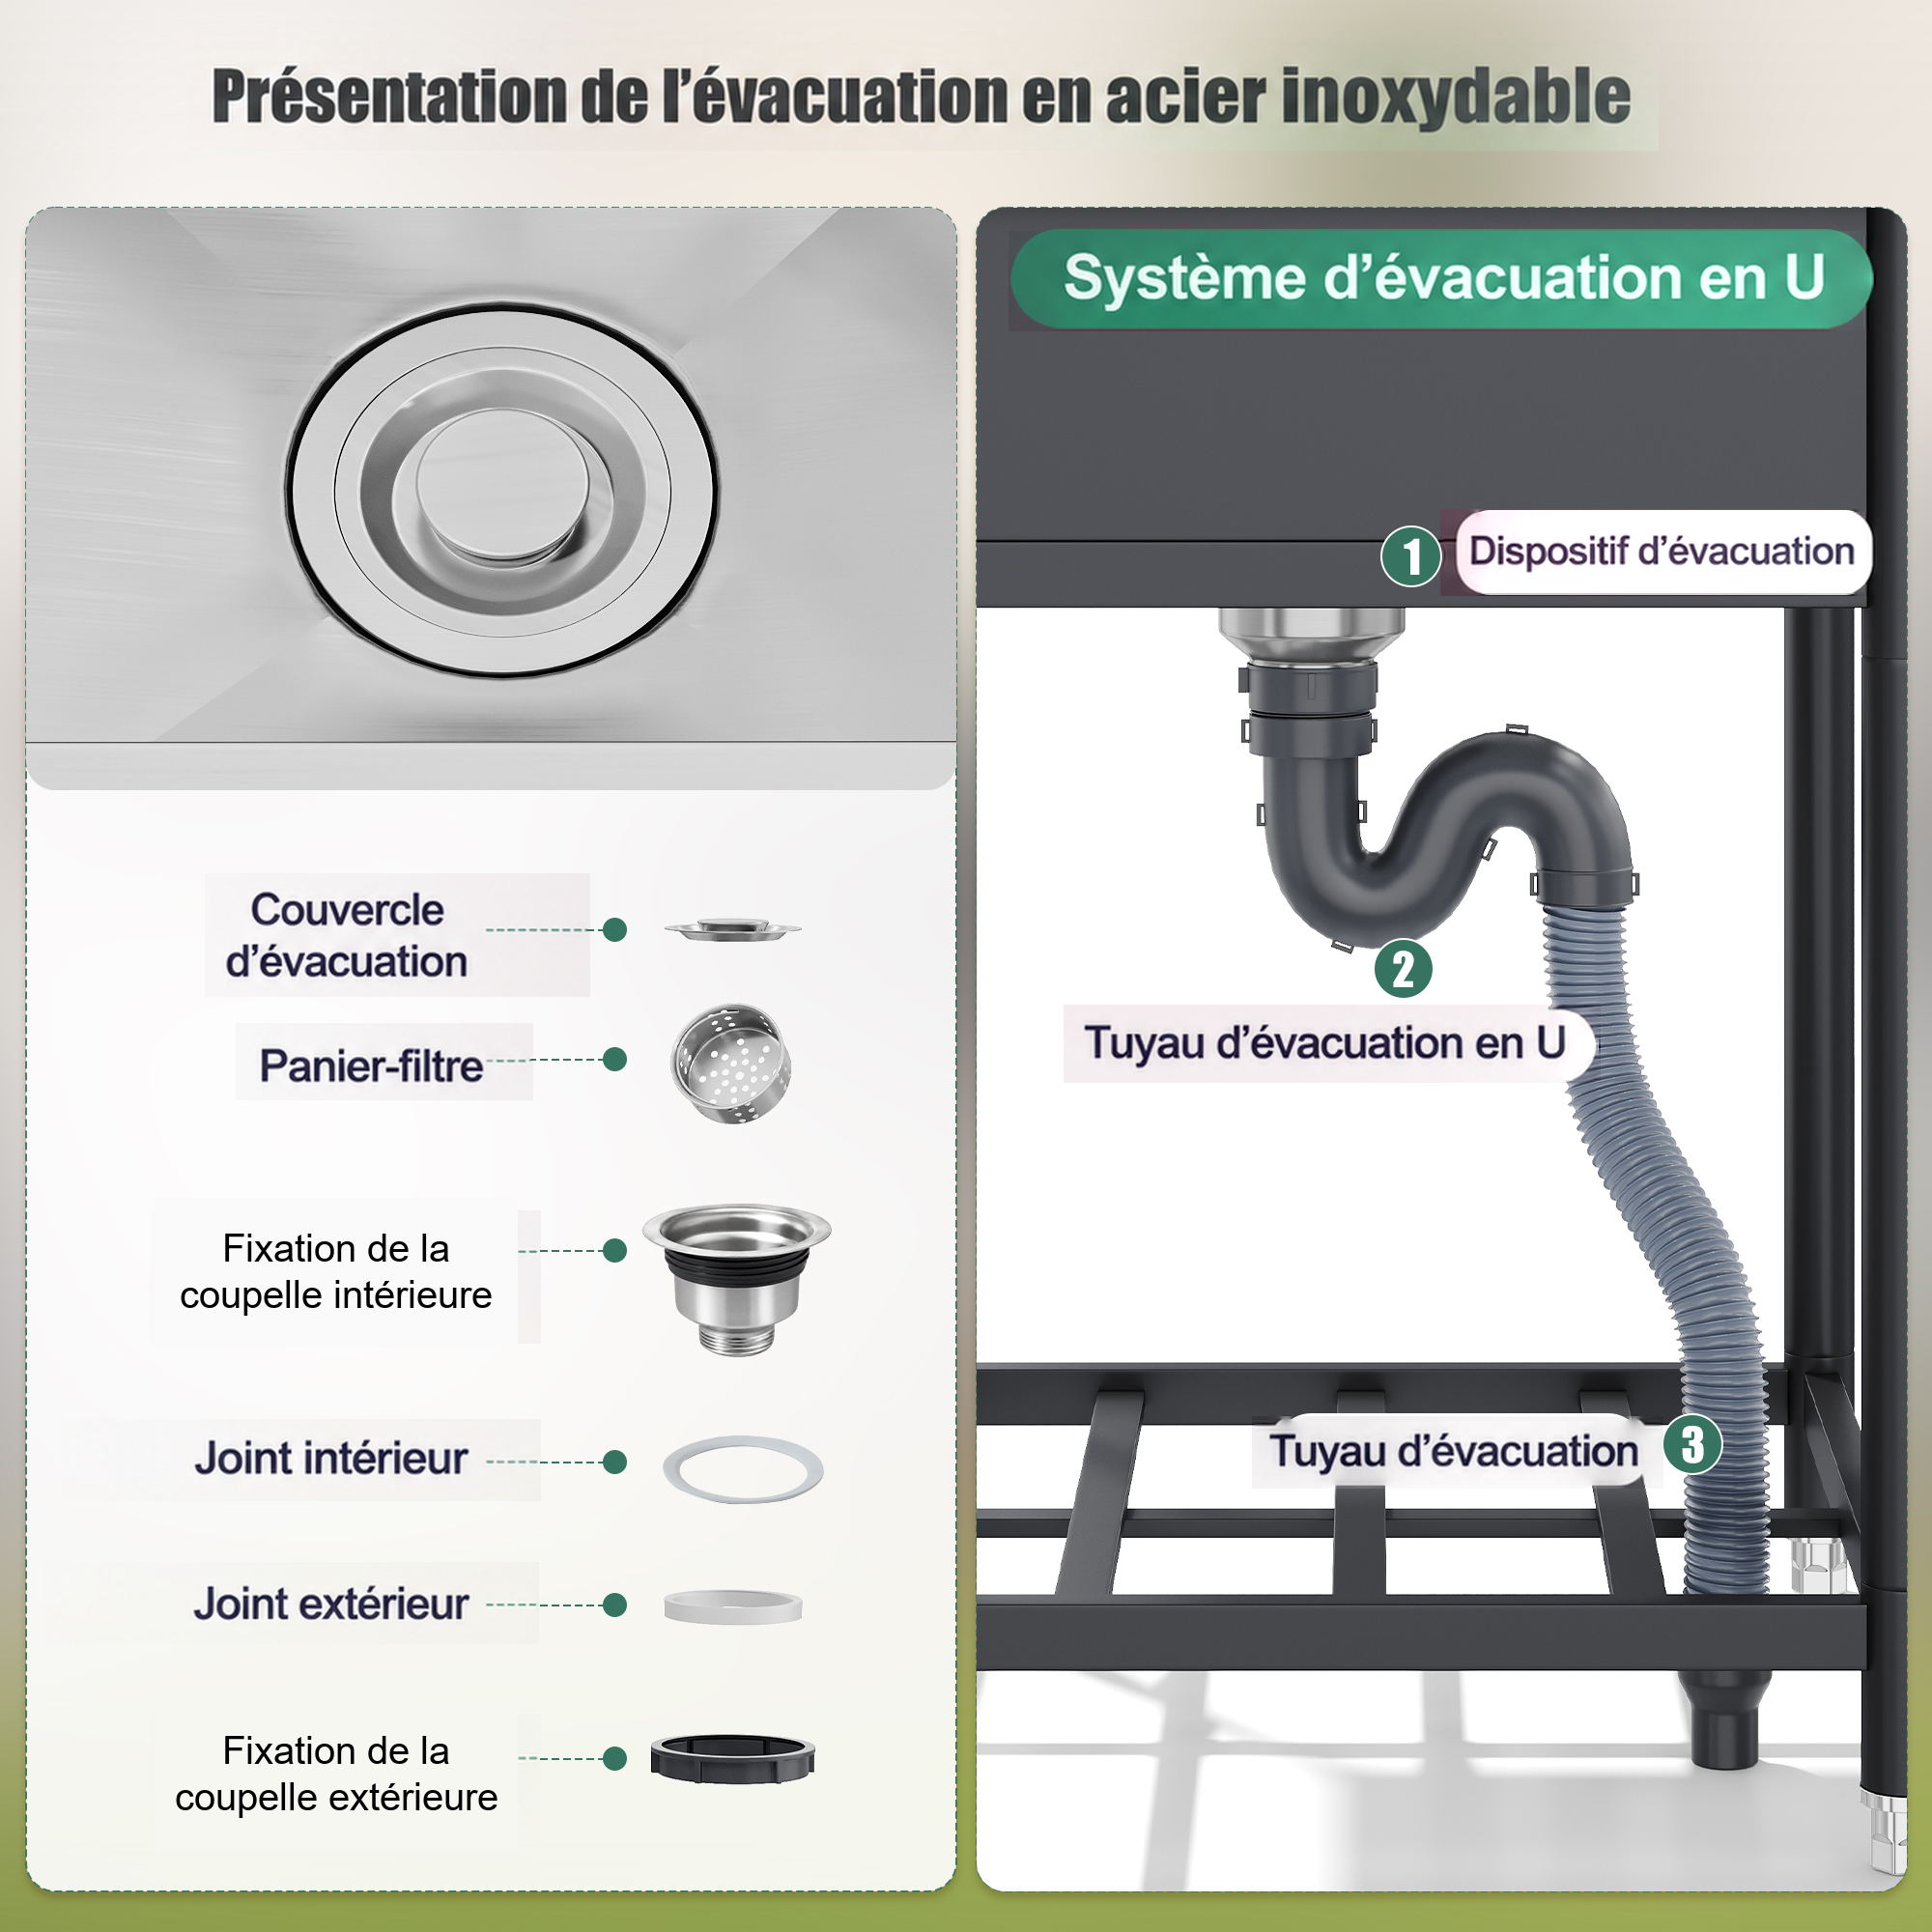 Présentation de l’évacuation en acier inoxydable
Couvercle
d’évacuation
Panier-filtre
Fixation de la
coupelle intérieure
Joint intérieur
Joint extérieur
Fixation de la
coupelle extérieure
Système d’évacuation en U
1 Dispositif d’évacuation
2
Tuyau d’évacuation en U
Tuyau d’évacuation 3